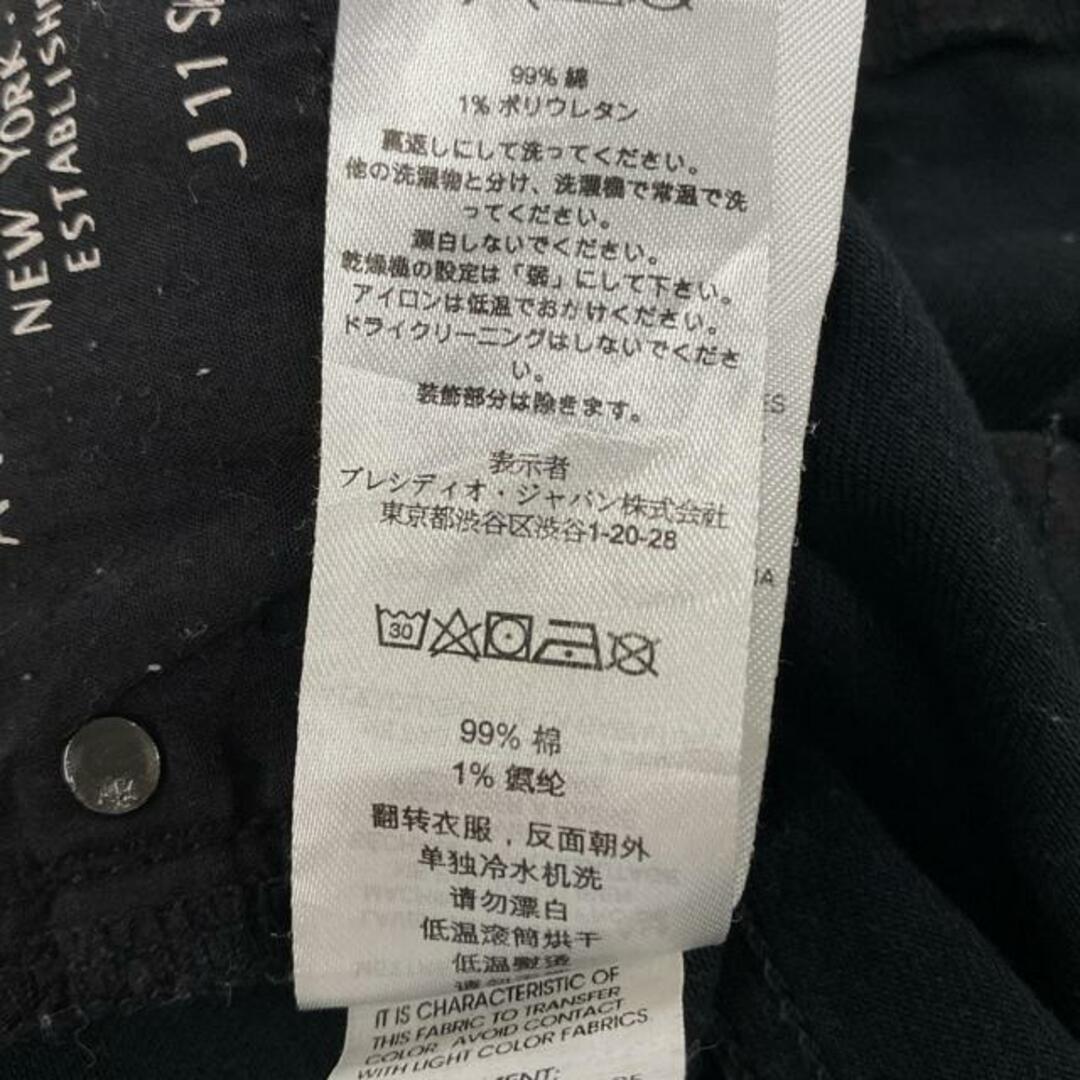 99% 綿
1% ポリウレタン
裏返しにして洗ってください。
他の洗濯物と分け、洗濯機で常温で洗
ってください。
漂白しないでください。
乾燥機の設定は「弱」にして下さい。
アイロンは低温でおかけください。
ドライクリーニングはしないでくださ
い。
装飾部分は除きます。
表示者
プレシディオ・ジャパン株式会社
東京都渋谷区渋谷1-20-28
30
99% 棉
1% 氨纶
翻转衣服，反面朝外
单独冷水机洗
请勿漂白
低温滚筒烘干
低温熨烫
IT IS CHARACTERISTIC OF
THIS FABRIC TO TRANSFER
COLOR. AVOID CONTACT
WITH LIGHT COLOR FABRICS.
NEW YORK
J11